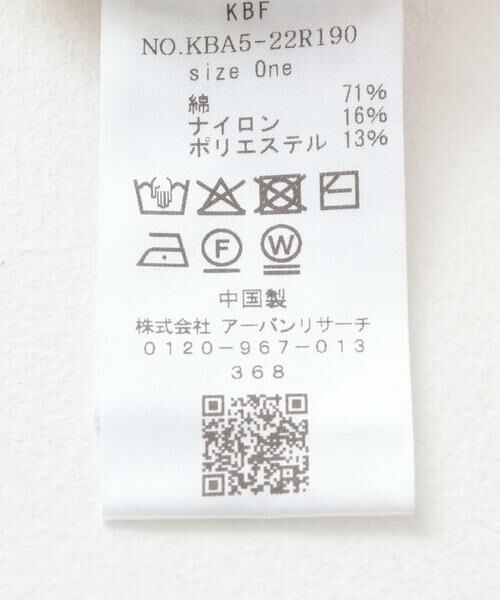 KBF
NO.KBA5-22R190
size One
綿 71%
ナイロン 16%
ポリエステル 13%
F W
中国製
株式会社 アーバンリサーチ
0120-967-013
368